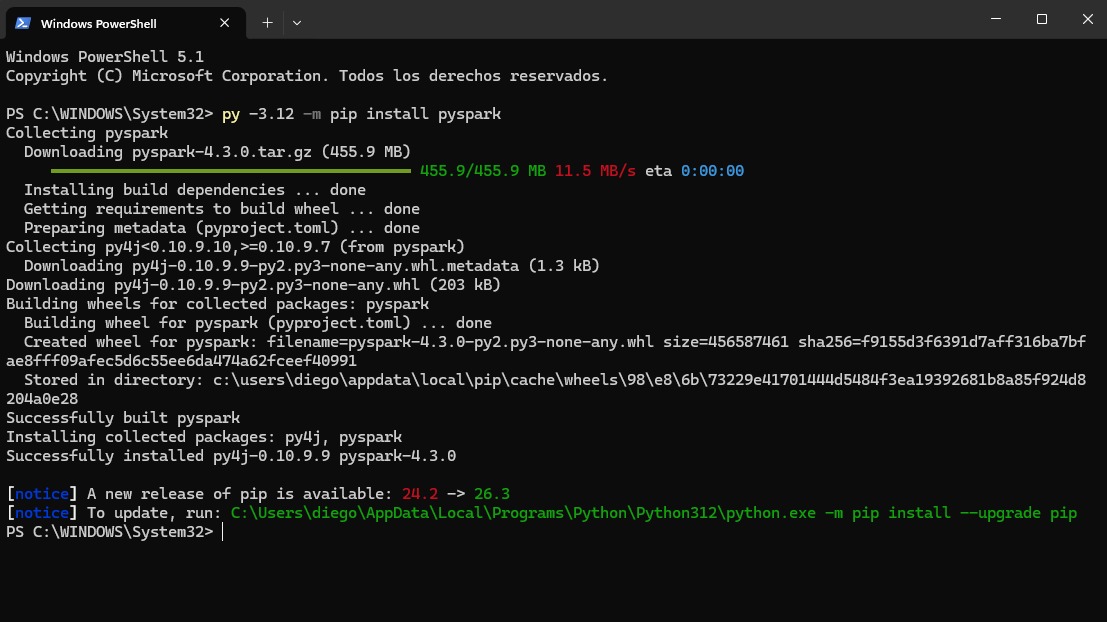 Windows PowerShell
Windows PowerShell 5.1
Copyright (C) Microsoft Corporation. Todos los derechos reservados.
PS C:\WINDOWS\System32> py -3.12 -m pip install pyspark
Collecting pyspark
Downloading pyspark-4.3.0.tar.gz (455.9 MB)
455.9/455.9 MB 11.5 MB/s eta 0:00:00
Installing build dependencies ... done
Getting requirements to build wheel ... done
Preparing metadata (pyproject.toml) ... done
Collecting py4j<0.10.9.10,>=0.10.9.7 (from pyspark)
Downloading py4j-0.10.9.9-py2.py3-none-any.whl.metadata (1.3 kB)
Downloading py4j-0.10.9.9-py2.py3-none-any.whl (203 kB)
Building wheels for collected packages: pyspark
Building wheel for pyspark (pyproject.toml) ... done
Created wheel for pyspark: filename=pyspark-4.3.0-py2.py3-none-any.whl size=456587461 sha256=f9155d3f6391d7aff316ba7bf
ae8fff09afec5d6c55ee6da474a62fceef40991
Stored in directory: c:\users\diego\appdata\local\pip\cache\wheels\98\e8\6b\73229e41701444d5484f3ea19392681b8a85f924d8
204a0e28
Successfully built pyspark
Installing collected packages: py4j, pyspark
Successfully installed py4j-0.10.9.9 pyspark-4.3.0
[notice] A new release of pip is available: 24.2 -> 26.3
[notice] To update, run: C:\Users\diego\AppData\Local\Programs\Python\Python312\python.exe -m pip install --upgrade pip
PS C:\WINDOWS\System32>